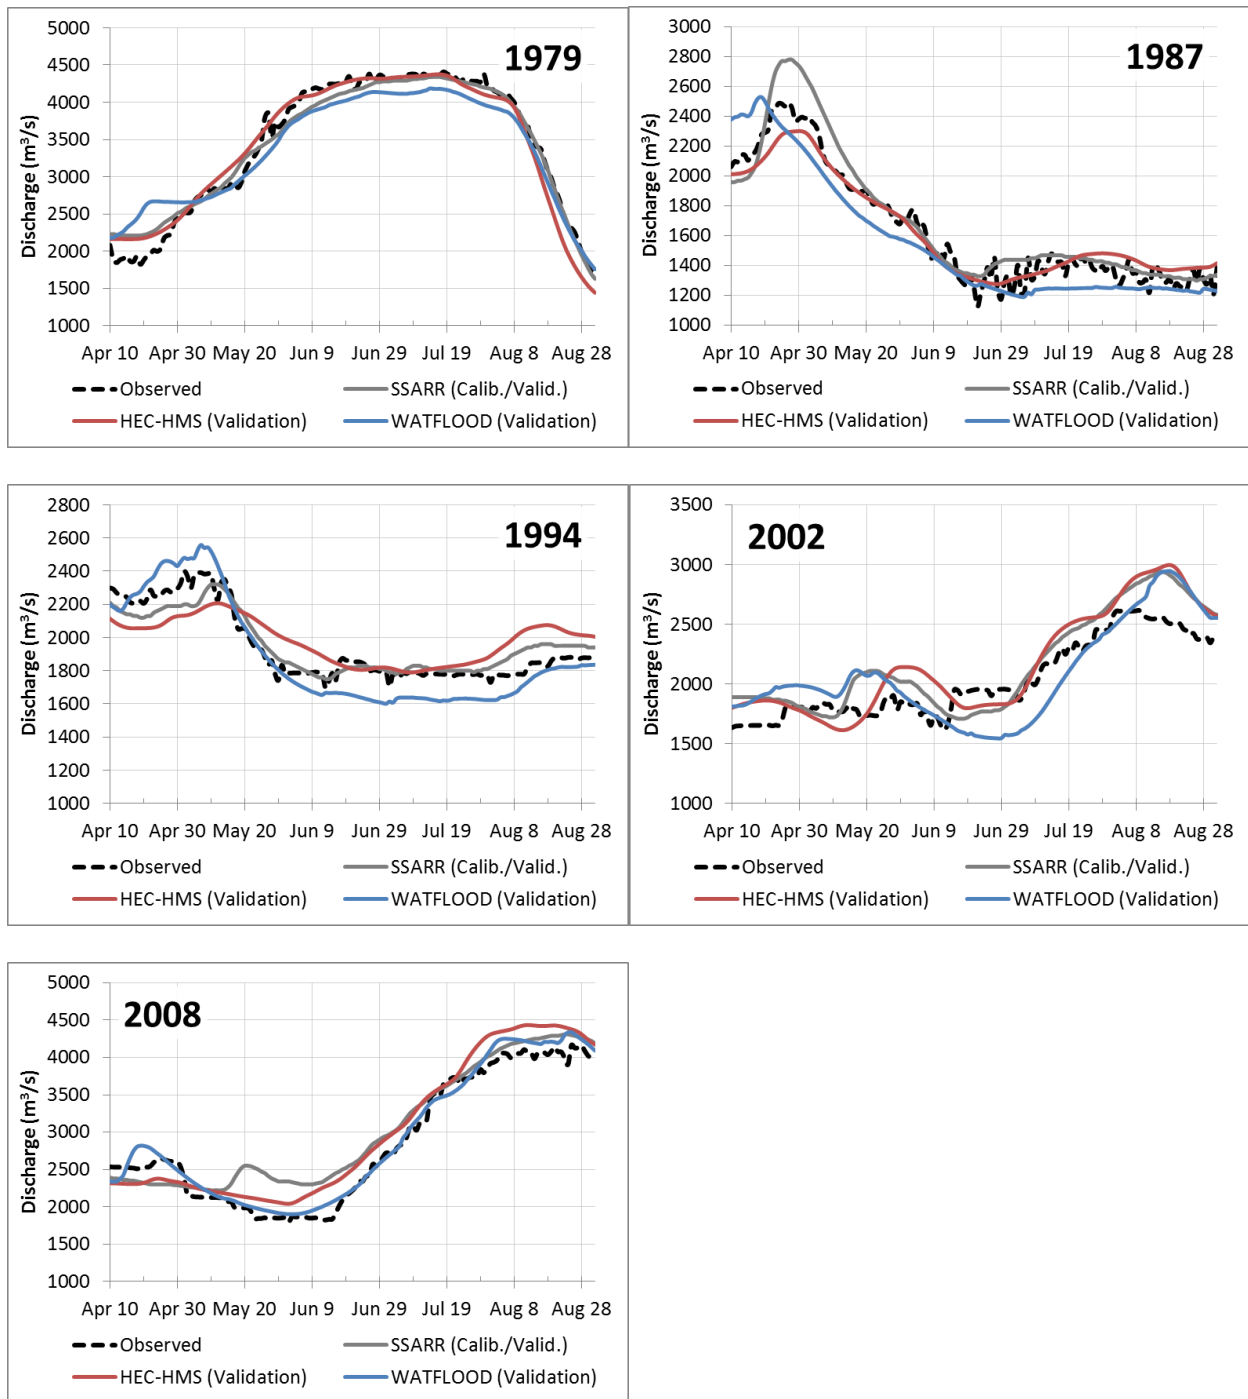 1979
Discharge (m³/s)
5000
4500
4000
3500
3000
2500
2000
1500
1000
Apr 10 Apr 30 May 20 Jun 9 Jun 29 Jul 19 Aug 8 Aug 28
Observed SSARR (Calib./Valid.)
HEC-HMS (Validation) WATFLOOD (Validation)
1987
Discharge (m³/s)
3000
2800
2600
2400
2200
2000
1800
1600
1400
1200
1000
Apr 10 Apr 30 May 20 Jun 9 Jun 29 Jul 19 Aug 8 Aug 28
Observed SSARR (Calib./Valid.)
HEC-HMS (Validation) WATFLOOD (Validation)
1994
Discharge (m³/s)
2800
2600
2400
2200
2000
1800
1600
1400
1200
1000
Apr 10 Apr 30 May 20 Jun 9 Jun 29 Jul 19 Aug 8 Aug 28
Observed SSARR (Calib./Valid.)
HEC-HMS (Validation) WATFLOOD (Validation)
2002
Discharge (m³/s)
3500
3000
2500
2000
1500
1000
Apr 10 Apr 30 May 20 Jun 9 Jun 29 Jul 19 Aug 8 Aug 28
Observed SSARR (Calib./Valid.)
HEC-HMS (Validation) WATFLOOD (Validation)
2008
Discharge (m³/s)
5000
4500
4000
3500
3000
2500
2000
1500
1000
Apr 10 Apr 30 May 20 Jun 9 Jun 29 Jul 19 Aug 8 Aug 28
Observed SSARR (Calib./Valid.)
HEC-HMS (Validation) WATFLOOD (Validation)